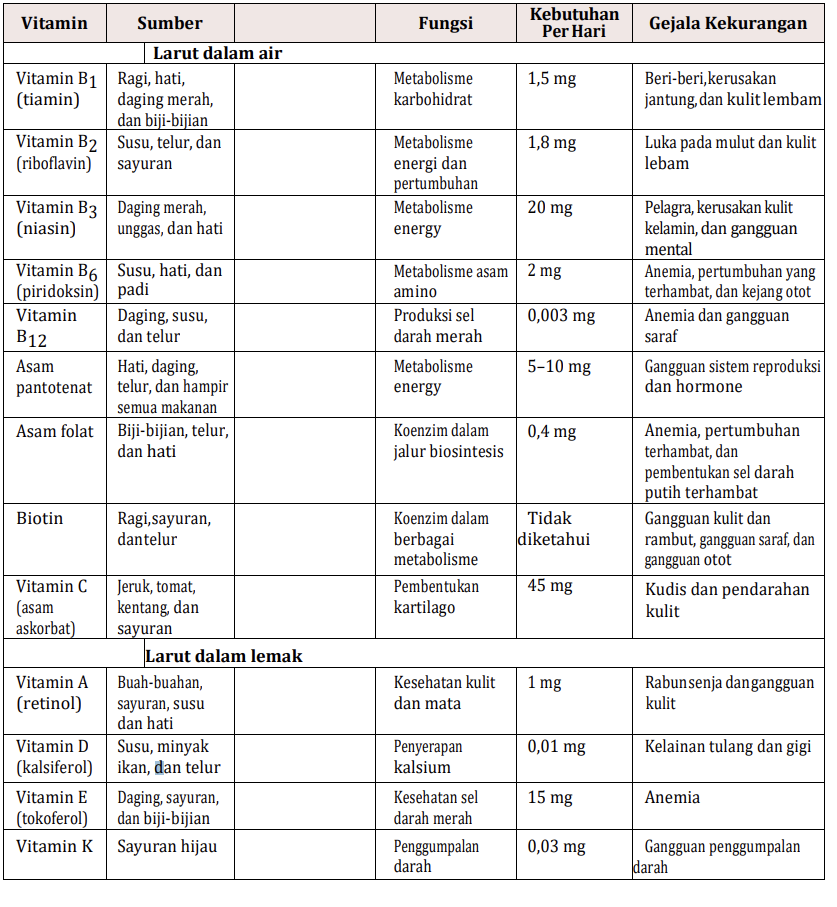 Vitamin Sumber Fungsi Kebutuhan Per Hari Gejala Kekurangan
Larut dalam air
Vitamin B1 Ragi, hati, Metabolisme 1,5 mg Beri-beri,kerusakan
(tiamin) daging merah, karbohidrat jantung,dan kulit lembam
dan biji-bijian
Vitamin B2 Susu, telur, dan Metabolisme 1,8 mg Luka pada mulut dan kulit
(riboflavin) sayuran energi dan lebam
pertumbuhan
Vitamin B3 Daging merah, Metabolisme 20 mg Pelagra, kerusakan kulit
(niasin) unggas, dan hati energy kelamin, dan gangguan
mental
Vitamin B6 Susu, hati, dan Metabolisme asam 2 mg Anemia, pertumbuhan yang
(piridoksin) padi amino terhambat, dan kejang otot
Vitamin Daging, susu, Produksi sel 0,003 mg Anemia dan gangguan
B12 dan telur darah merah saraf
Asam Hati, daging, Metabolisme 5–10 mg Gangguan sistem reproduksi
pantotenat telur, dan hampir energy dan hormone
semua makanan
Asam folat Biji-bijian, telur, Koenzim dalam 0,4 mg Anemia, pertumbuhan
dan hati jalur biosintesis terhambat, dan
pembentukan sel darah
putih terhambat
Biotin Ragi,sayuran, Koenzim dalam Tidak Gangguan kulit dan
dantelur berbagai diketahui rambut, gangguan saraf, dan
metabolisme gangguan otot
Vitamin C Jeruk, tomat, Pembentukan 45 mg Kudis dan pendarahan
(asam kentang, dan kartilago kulit
askorbat) sayuran
Larut dalam lemak
Vitamin A Buah-buahan, Kesehatan kulit 1 mg Rabun senja dan gangguan
(retinol) sayuran, susu dan mata kulit
dan hati
Vitamin D Susu, minyak Penyerapan 0,01 mg Kelainan tulang dan gigi
(kalsiferol) ikan, dan telur kalsium
Vitamin E Daging, sayuran, Kesehatan sel 15 mg Anemia
(tokoferol) dan biji-bijian darah merah
Vitamin K Sayuran hijau Penggumpalan 0,03 mg Gangguan penggumpalan
darah darah